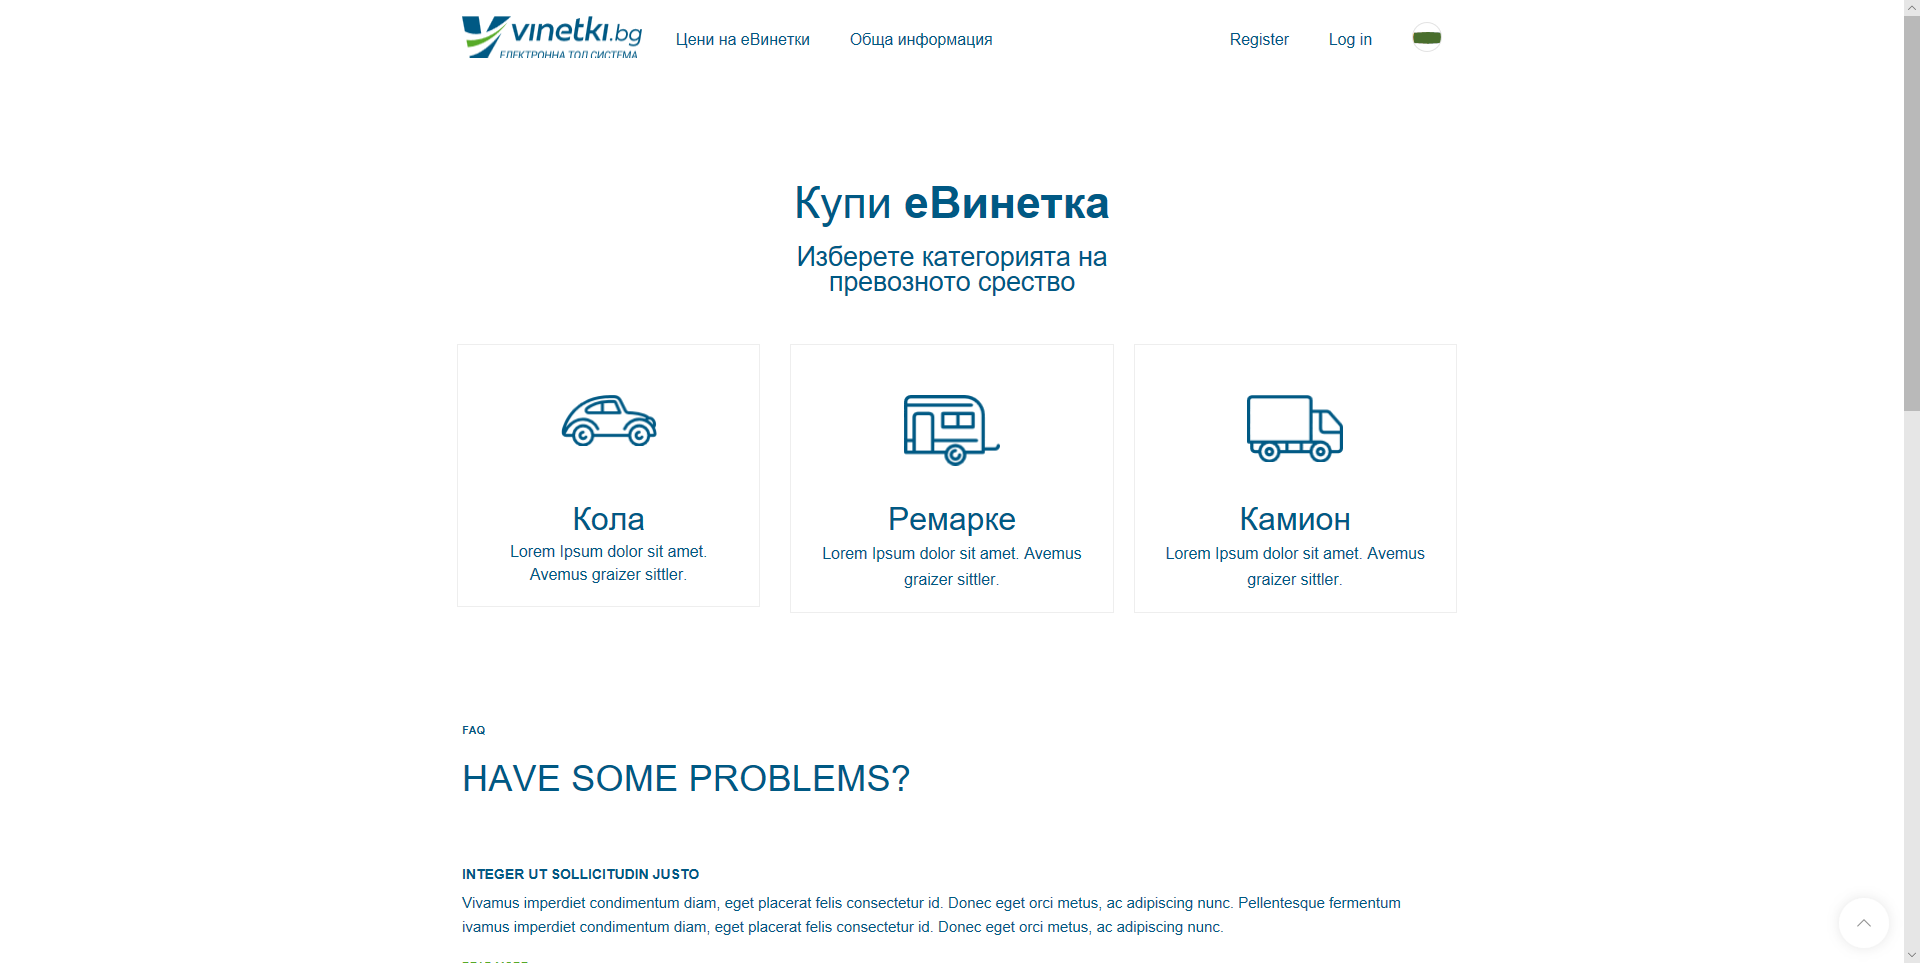 vinetki.bg
ЕЛЕКТРОННА ТОЛ СИСТЕМА
Цени на еВинетки
Обща информация
Register
Log in
Купи еВинетка
Изберете категорията на
превозното срество
Кола
Lorem Ipsum dolor sit amet.
Avemus graizer sittler.
Ремарке
Lorem Ipsum dolor sit amet. Avemus
graizer sittler.
Камион
Lorem Ipsum dolor sit amet. Avemus
graizer sittler.
FAQ
HAVE SOME PROBLEMS?
INTEGER UT SOLLICITUDIN JUSTO
Vivamus imperdiet condimentum diam, eget placerat felis consectetur id. Donec eget orci metus, ac adipiscing nunc. Pellentesque fermentum
ivamus imperdiet condimentum diam, eget placerat felis consectetur id. Donec eget orci metus, ac adipiscing nunc.